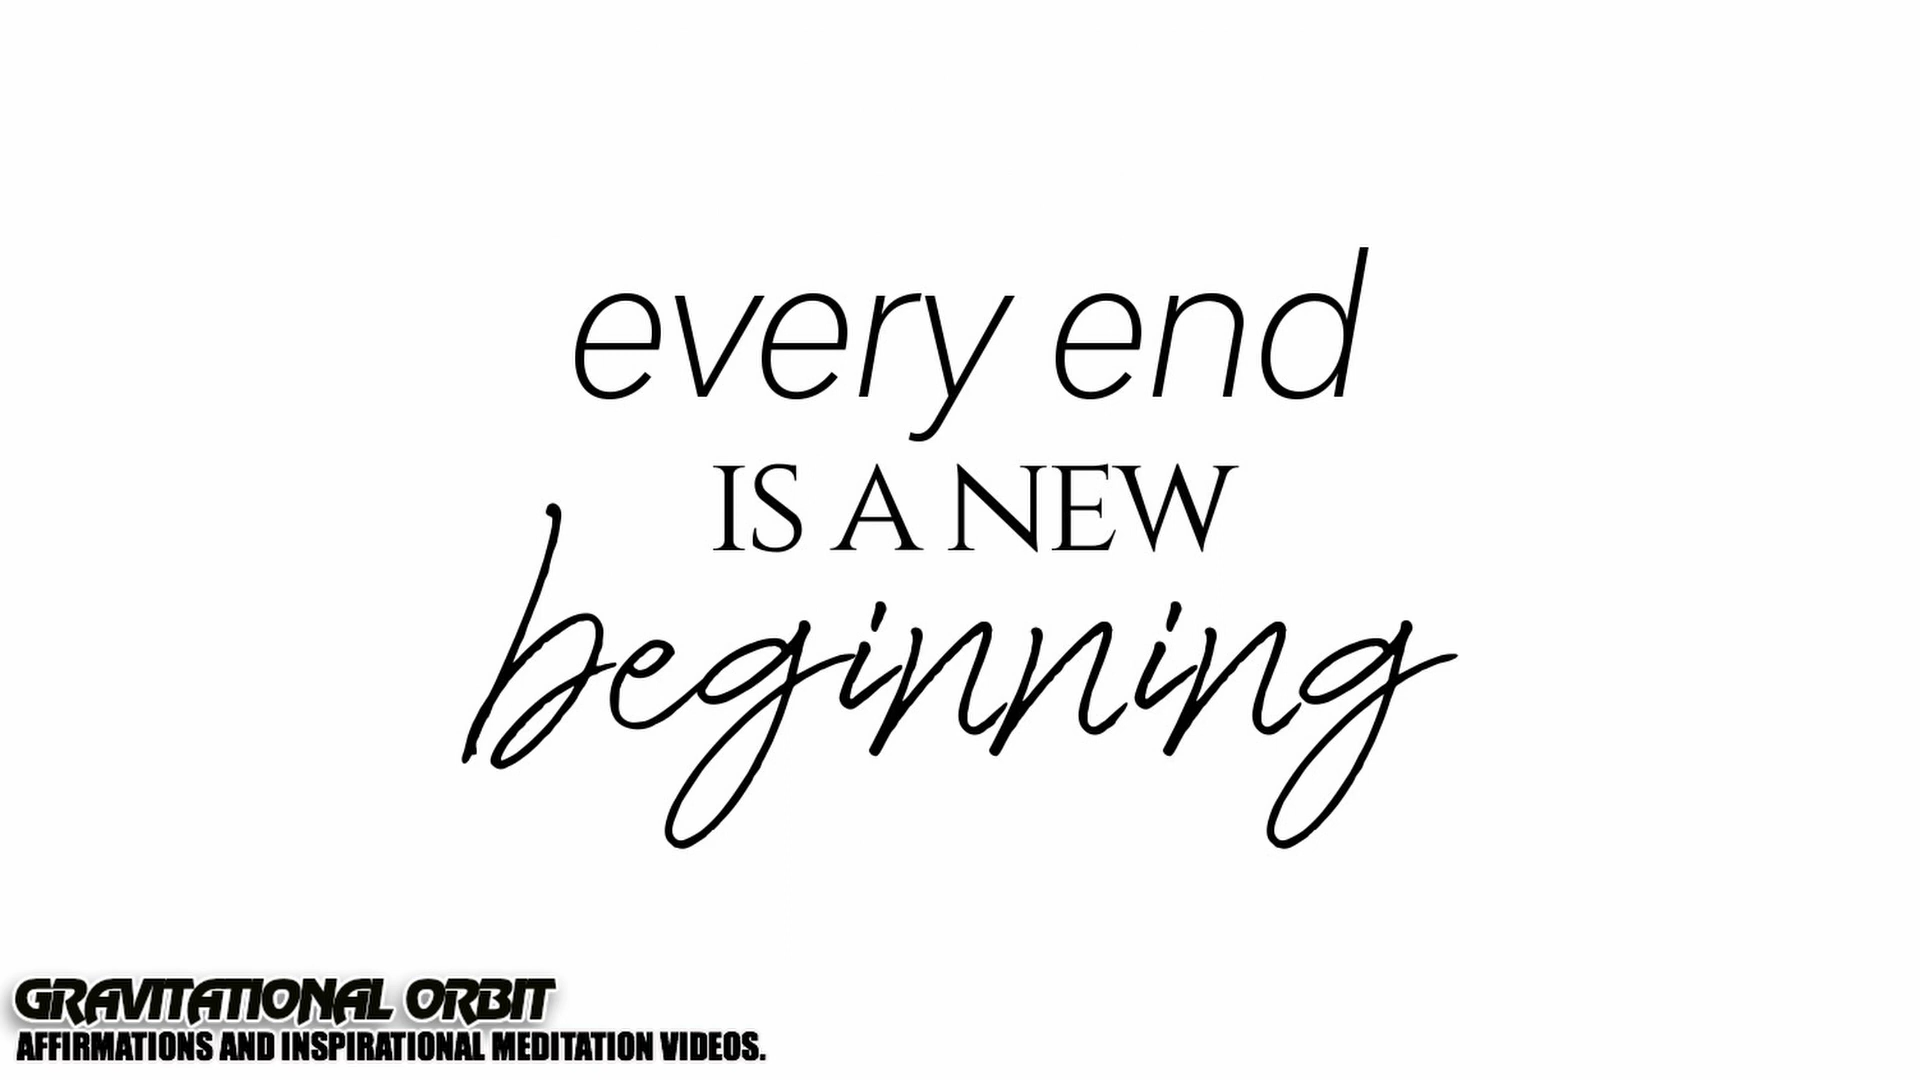 every end
IS A NEW
beginning
GRAVITATIONAL ORBIT
AFFIRMATIONS AND INSPIRATIONAL MEDITATION VIDEOS.